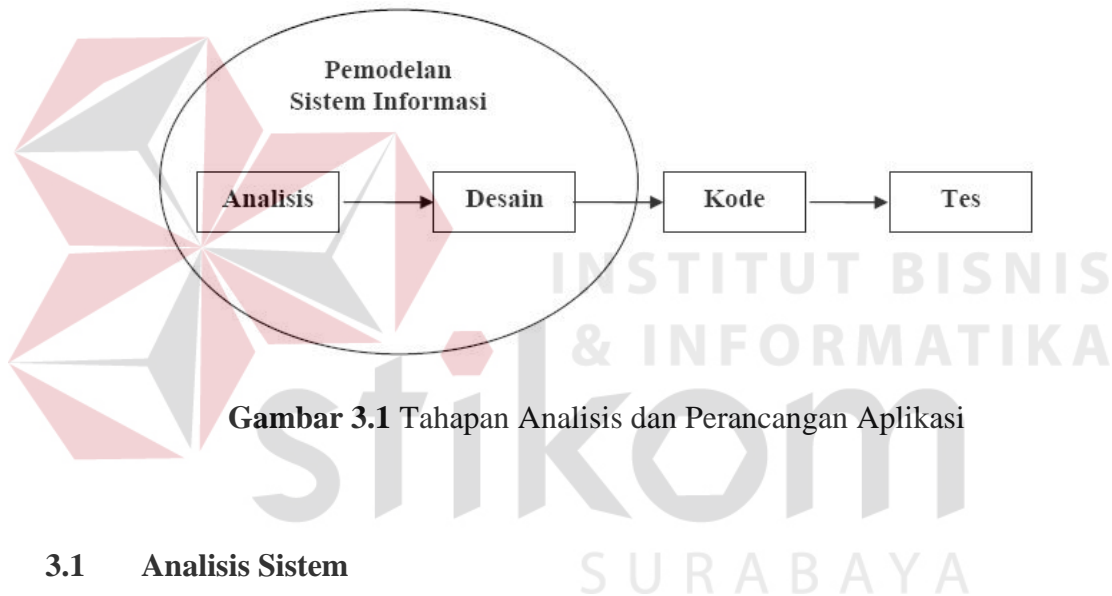 Pemodelan
Sistem Informasi
Analisis
Desain
Kode
Tes
INSTITUT BISNIS
& INFORMATIKA
stikom
SURABAYA
Gambar 3.1 Tahapan Analisis dan Perancangan Aplikasi
3.1 Analisis Sistem